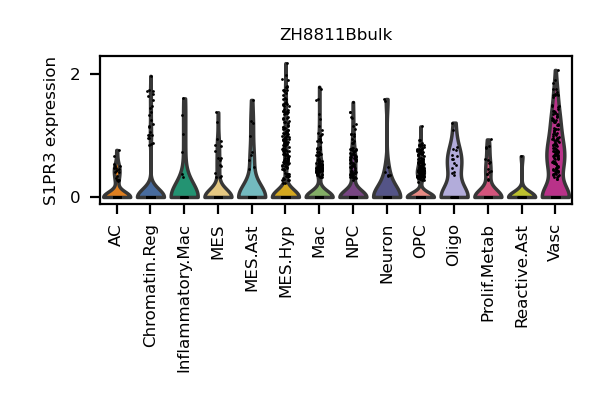 ZH8811Bbulk
S1PR3 expression
2
0
AC
Chromatin.Reg
Inflammatory.Mac
MES
MES.Ast
MES.Hyp
Mac
NPC
Neuron
OPC
Oligo
Prolif.Metab
Reactive.Ast
Vasc